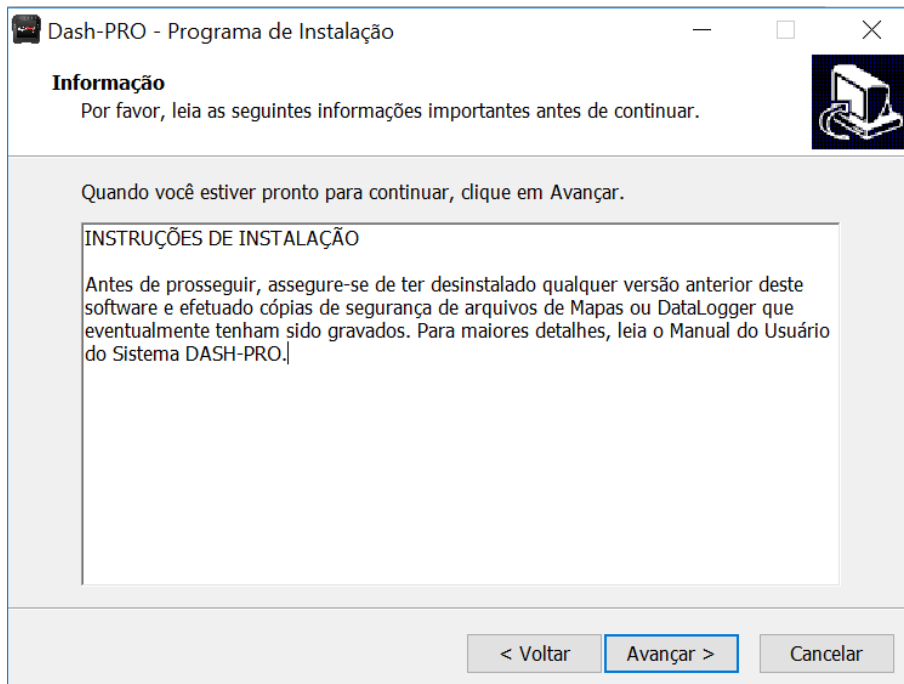 Dash-PRO - Programa de Instalação
Informação
Por favor, leia as seguintes informações importantes antes de continuar.
Quando você estiver pronto para continuar, clique em Avançar.
INSTRUÇÕES DE INSTALAÇÃO
Antes de prosseguir, assegure-se de ter desinstalado qualquer versão anterior deste
software e efetuado cópias de segurança de arquivos de Mapas ou DataLogger que
eventualmente tenham sido gravados. Para maiores detalhes, leia o Manual do Usuário
do Sistema DASH-PRO.
< Voltar
Avançar >
Cancelar